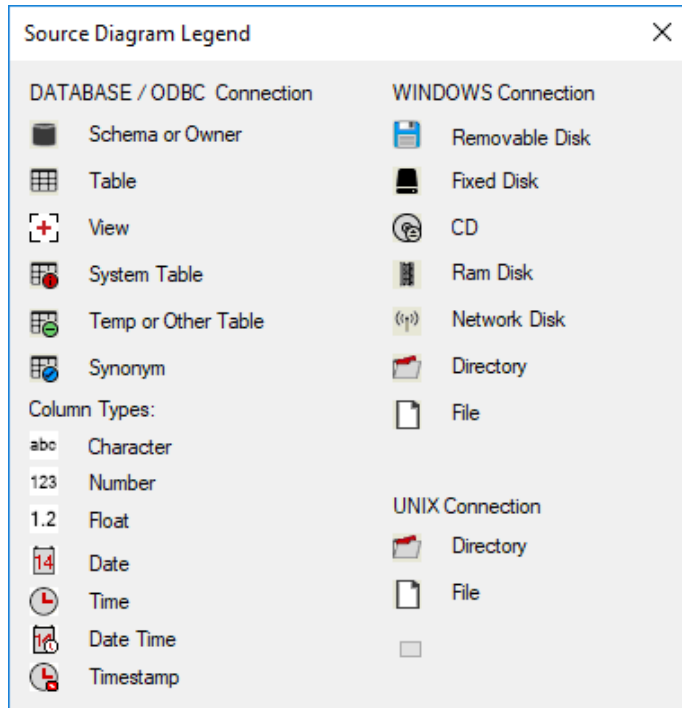 Source Diagram Legend
DATABASE / ODBC Connection
Schema or Owner
Table
View
System Table
Temp or Other Table
Synonym
Column Types:
abc Character
123 Number
1.2 Float
14 Date
Time
14 Date Time
Timestamp
WINDOWS Connection
Removable Disk
Fixed Disk
CD
Ram Disk
Network Disk
Directory
File
UNIX Connection
Directory
File